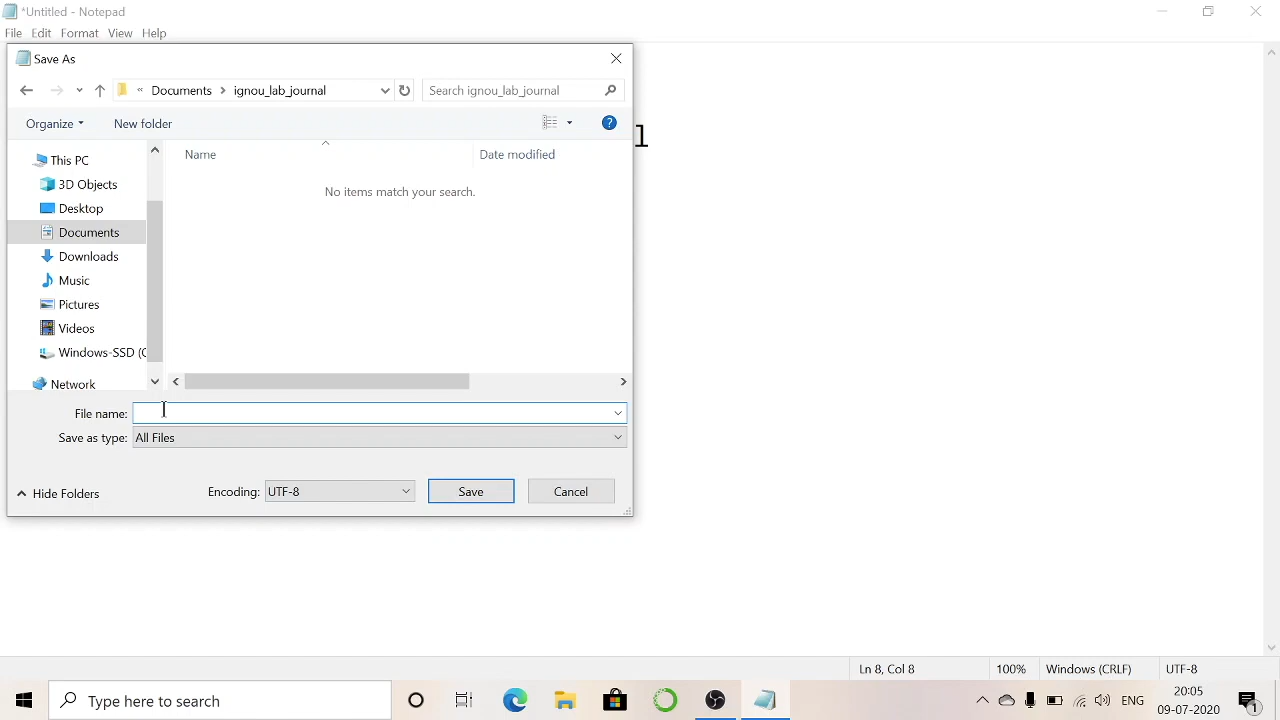 *Untitled - Notepad
File Edit Format View Help
Save As
« Documents > ignou_lab_journal
Search ignou_lab_journal
Organize New folder
l
This PC
3D Objects
Desktop
Documents
Downloads
Music
Pictures
Videos
Windows-SSD (C
Network
Name Date modified
No items match your search.
File name:
Save as type: All Files
Hide Folders
Encoding: UTF-8 Save Cancel
Ln 8, Col 8 100% Windows (CRLF) UTF-8
Type here to search
ENG
20:05
09-07-2020
1